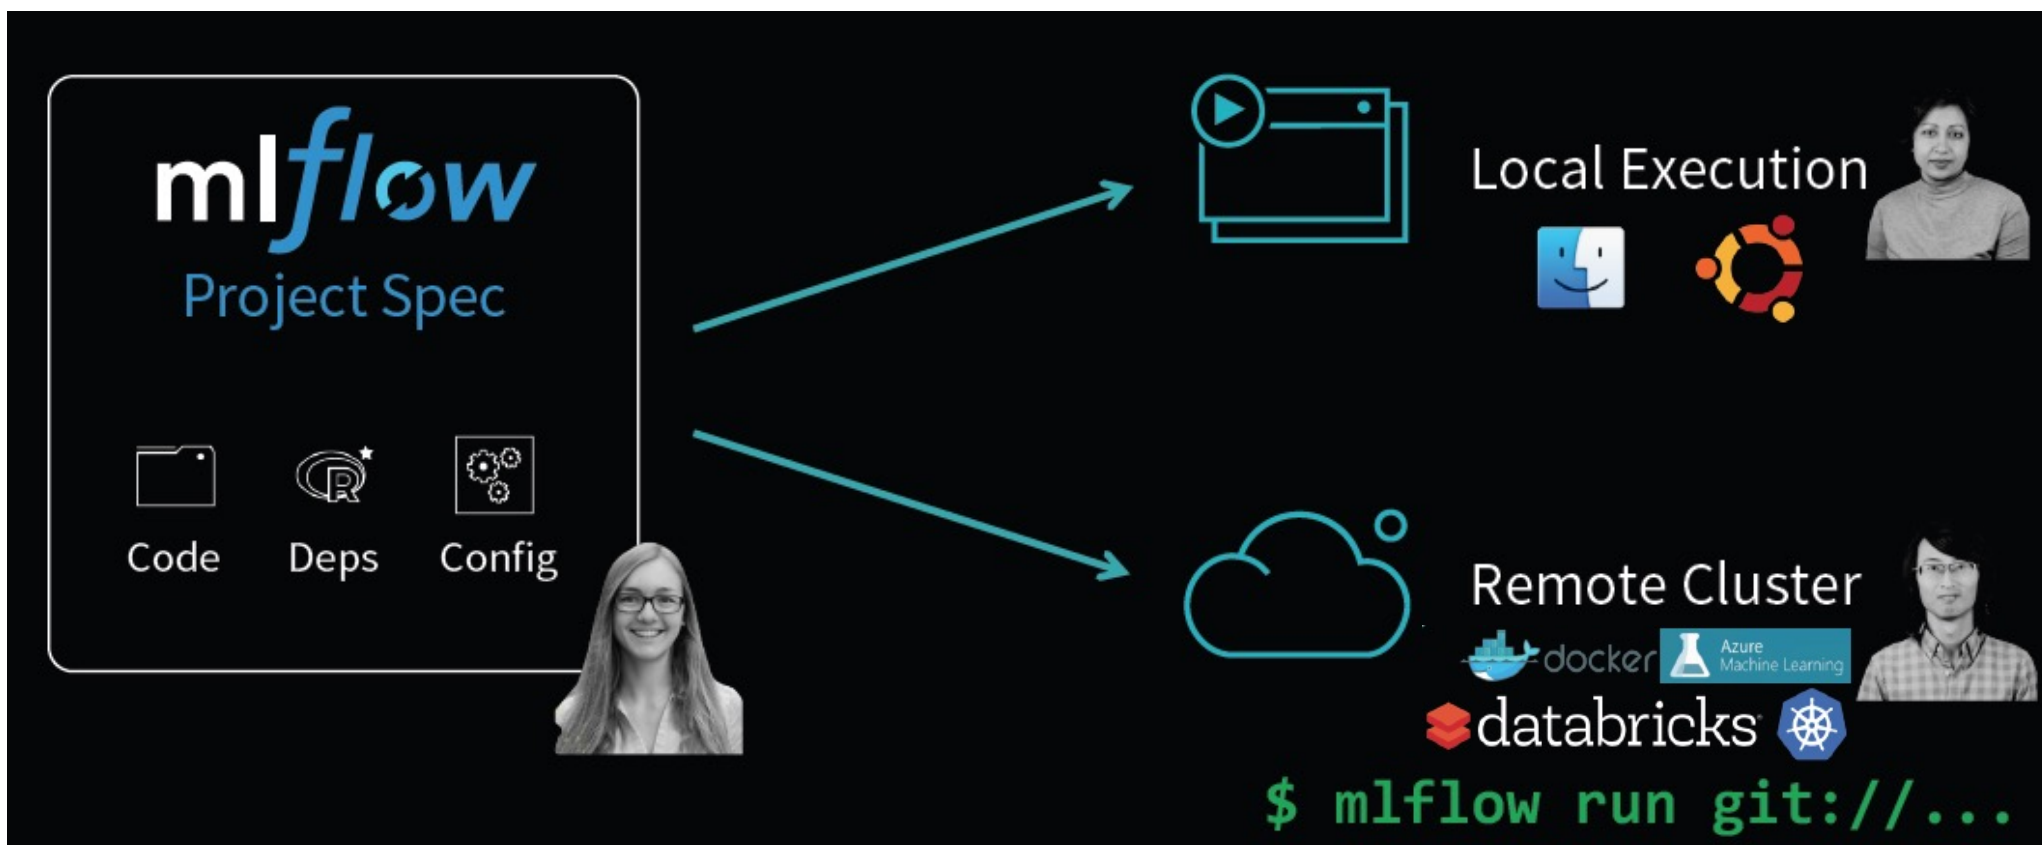 mlflow
Project Spec
Code
Deps
Config
R
Local Execution
Remote Cluster
docker
Azure
Machine Learning
databricks
$ mlflow run git://...